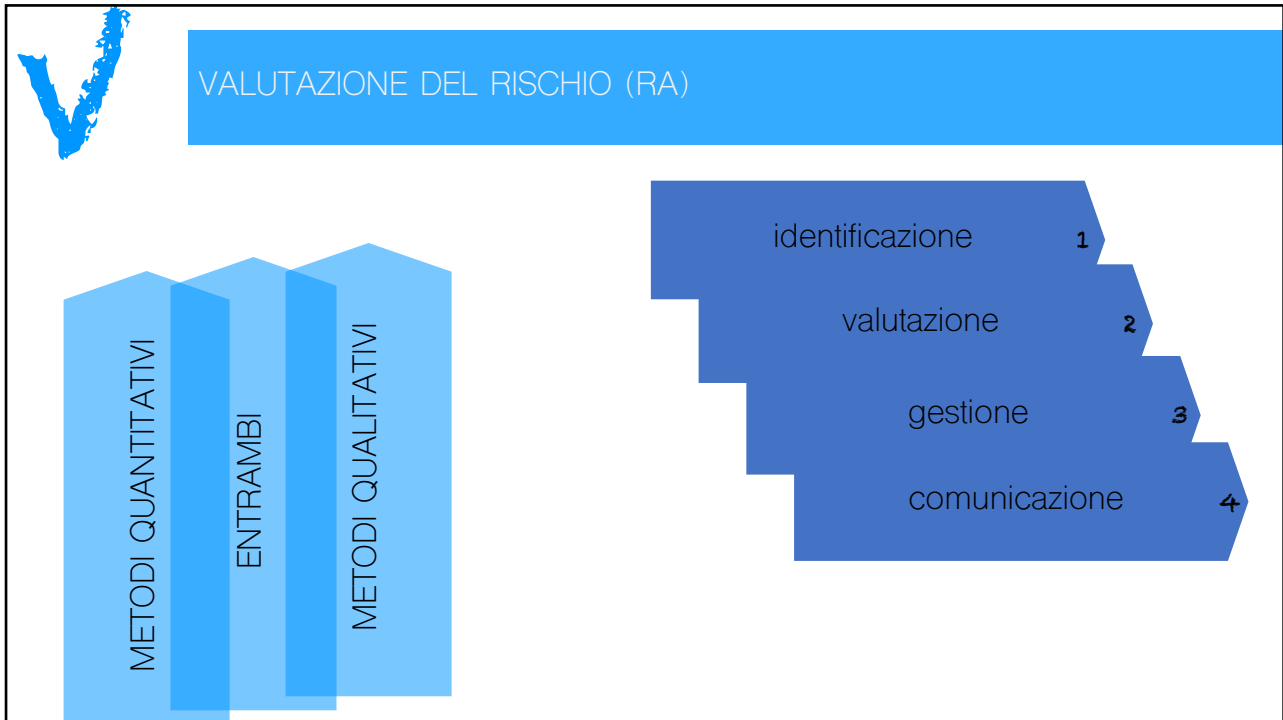 VALUTAZIONE DEL RISCHIO (RA)
METODI QUANTITATIVI
ENTRAMBI
METODI QUALITATIVI
identificazione 1
valutazione 2
gestione 3
comunicazione 4